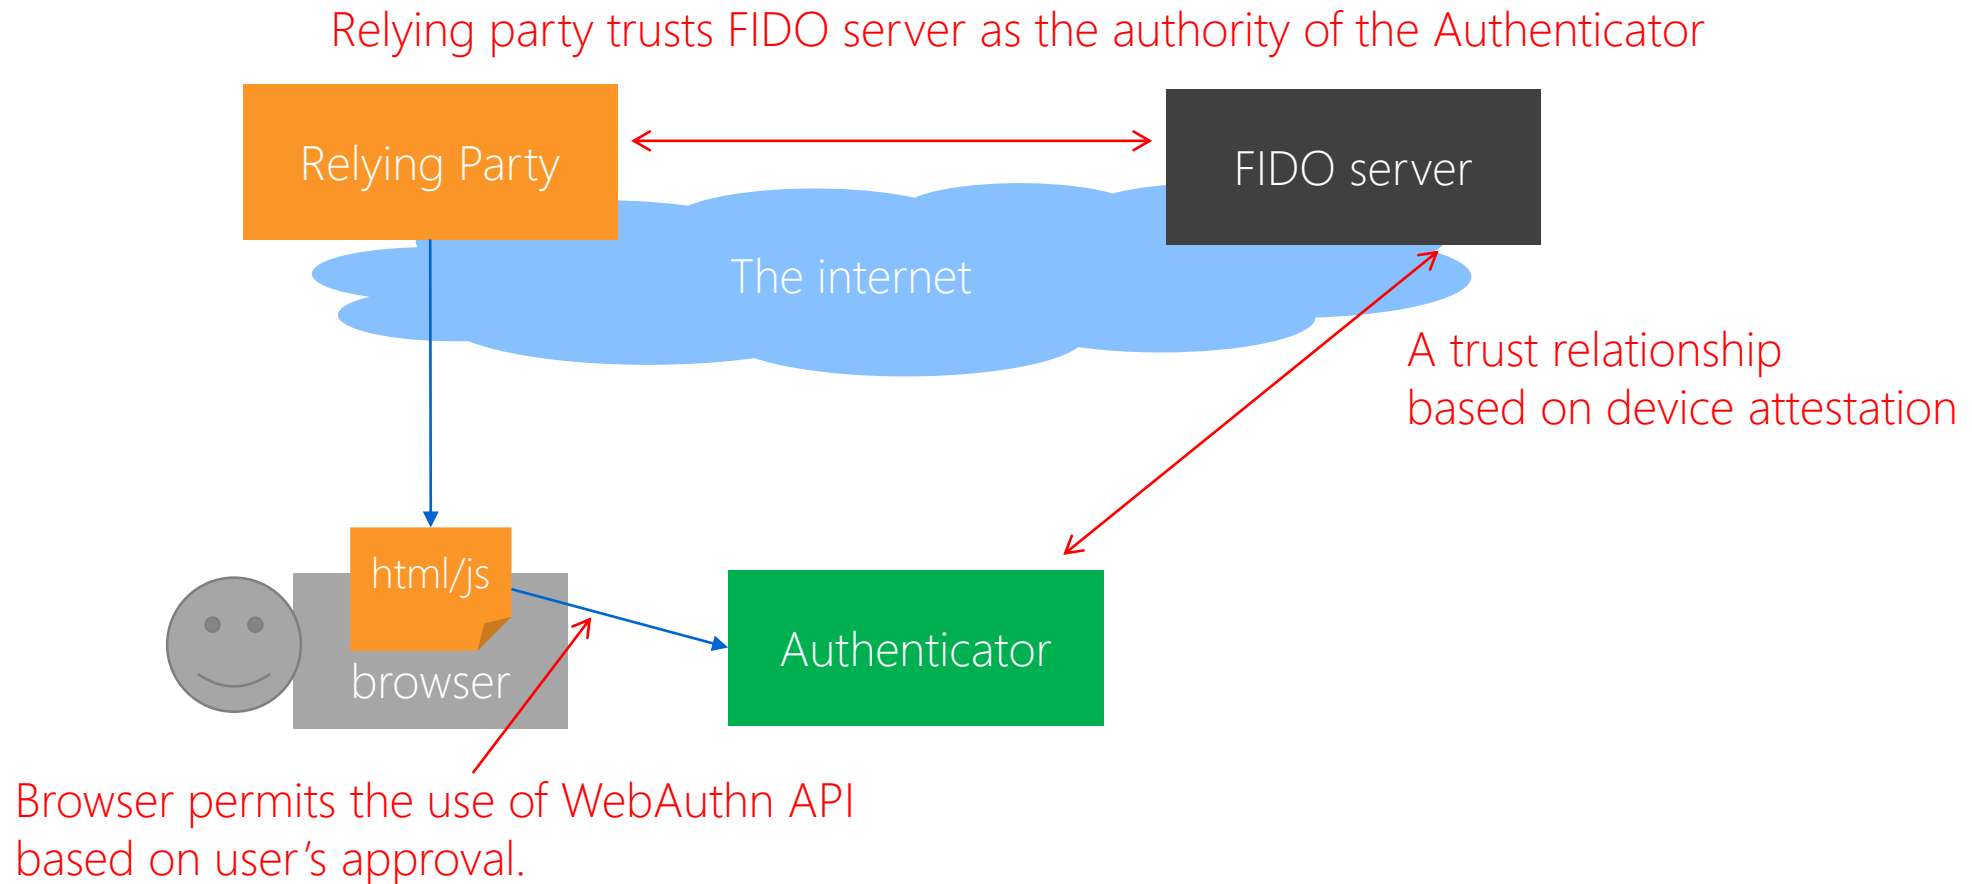 Relying party trusts FIDO server as the authority of the Authenticator
Relying Party
FIDO server
The internet
A trust relationship
based on device attestation
html/js
browser
Authenticator
Browser permits the use of WebAuthn API
based on user’s approval.